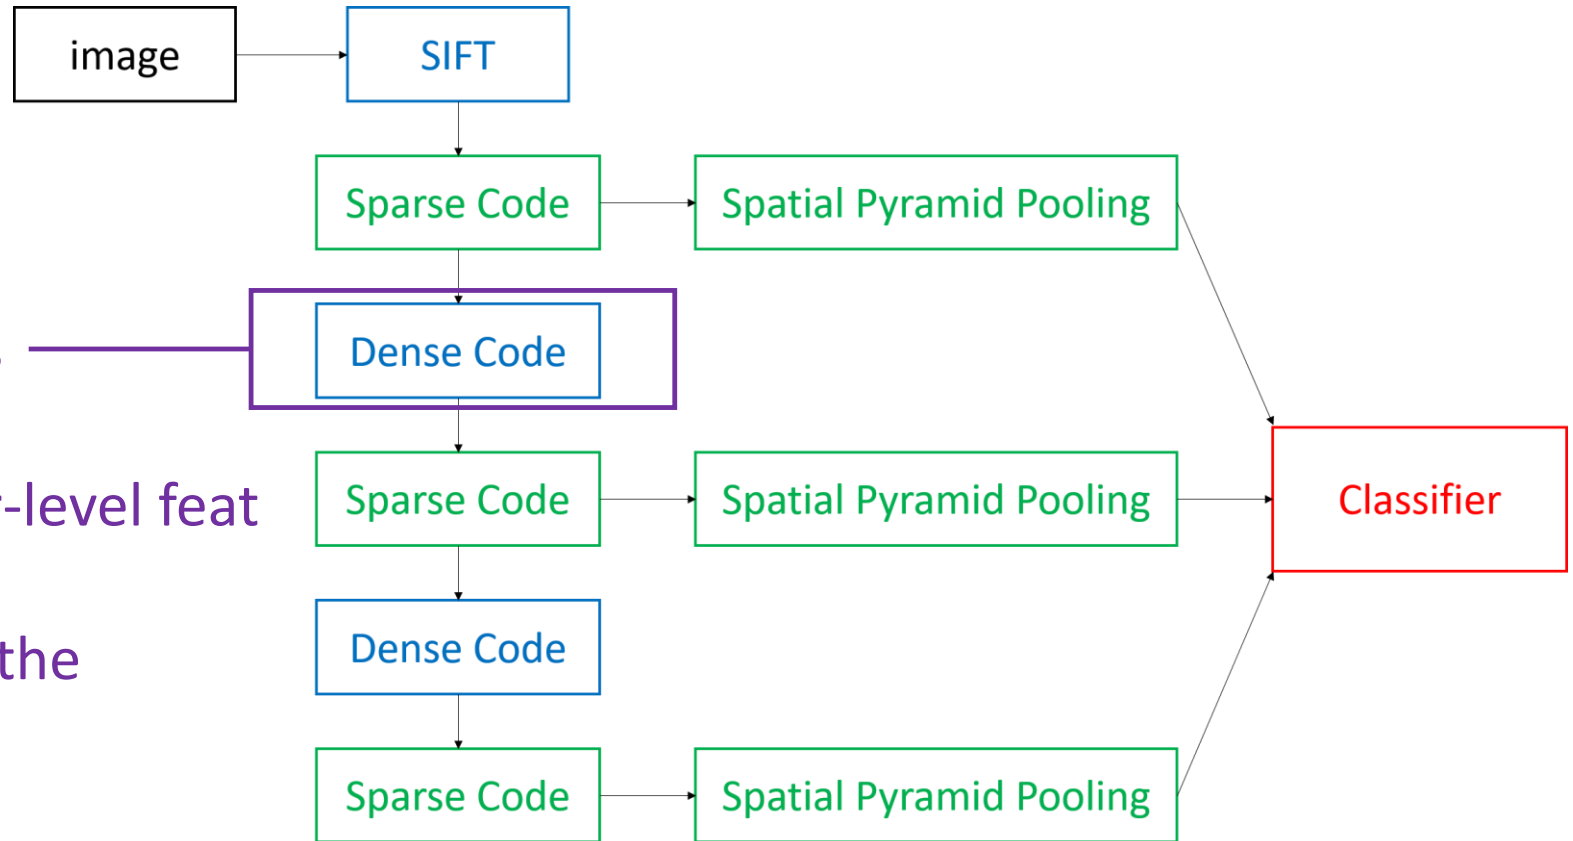 image
SIFT
Sparse Code
Spatial Pyramid Pooling
Dense Code
Sparse Code
Spatial Pyramid Pooling
Classifier
-level feat
Dense Code
the
Sparse Code
Spatial Pyramid Pooling